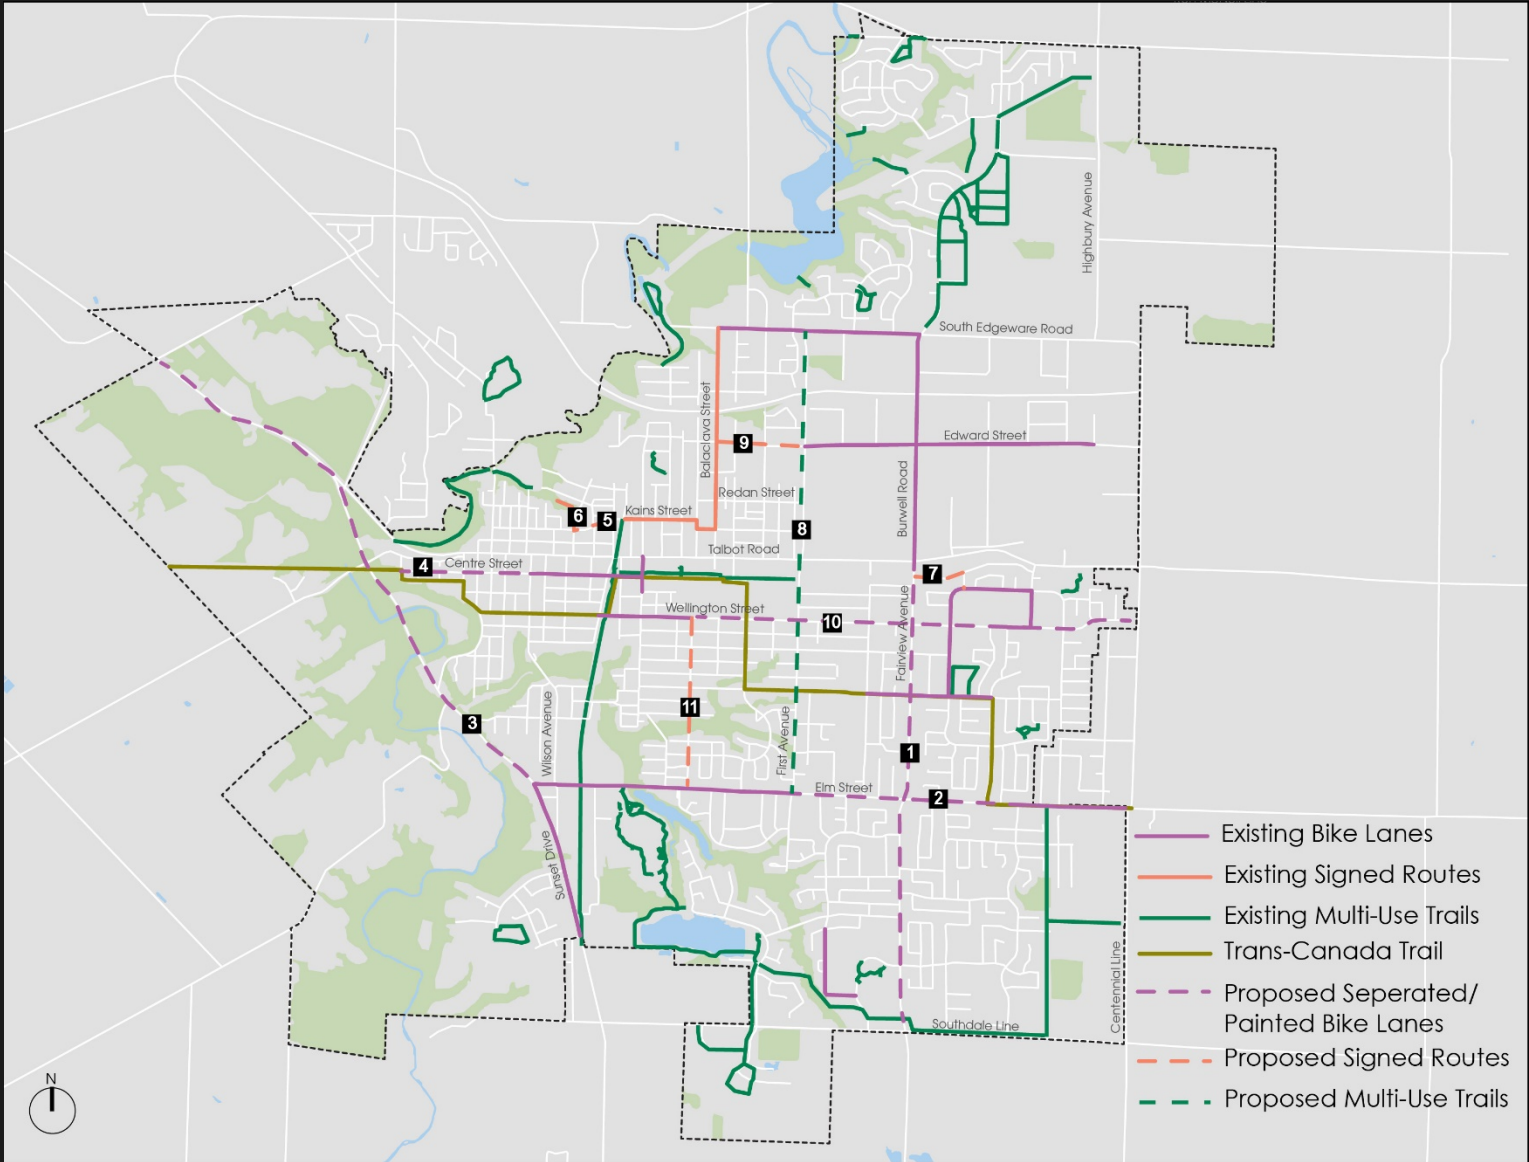 Highbury Avenue
South Edgeware Road
Balaclava Street
Edward Street
9
Burwell Road
Redan Street
Kains Street
6
5
8
Talbot Road
4
Centre Street
7
Wellington Street
10
Fairview Avenue
11
Wilson Avenue
3
First Avenue
1
Elm Street
2
Sunset Drive
Centennial Line
Southdale Line
N
Existing Bike Lanes
Existing Signed Routes
Existing Multi-Use Trails
Trans-Canada Trail
Proposed Seperated/
Painted Bike Lanes
Proposed Signed Routes
Proposed Multi-Use Trails